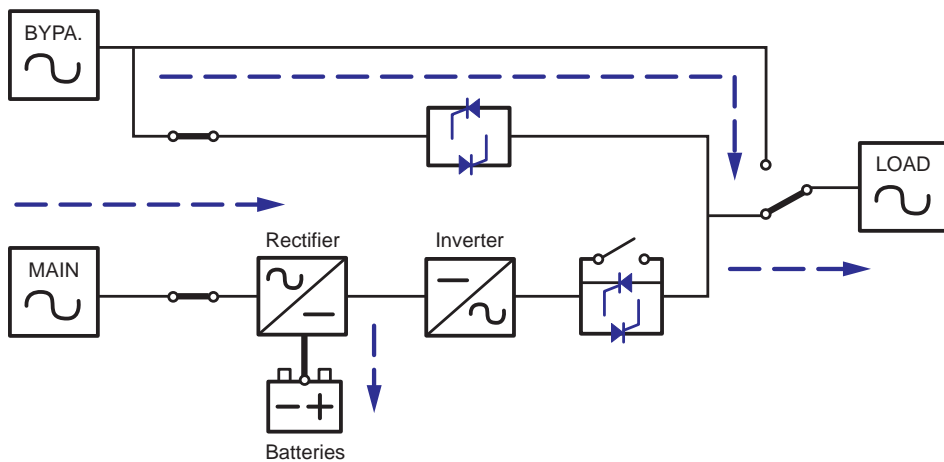 BYPA.
LOAD
Rectifier
Inverter
MAIN
Batteries